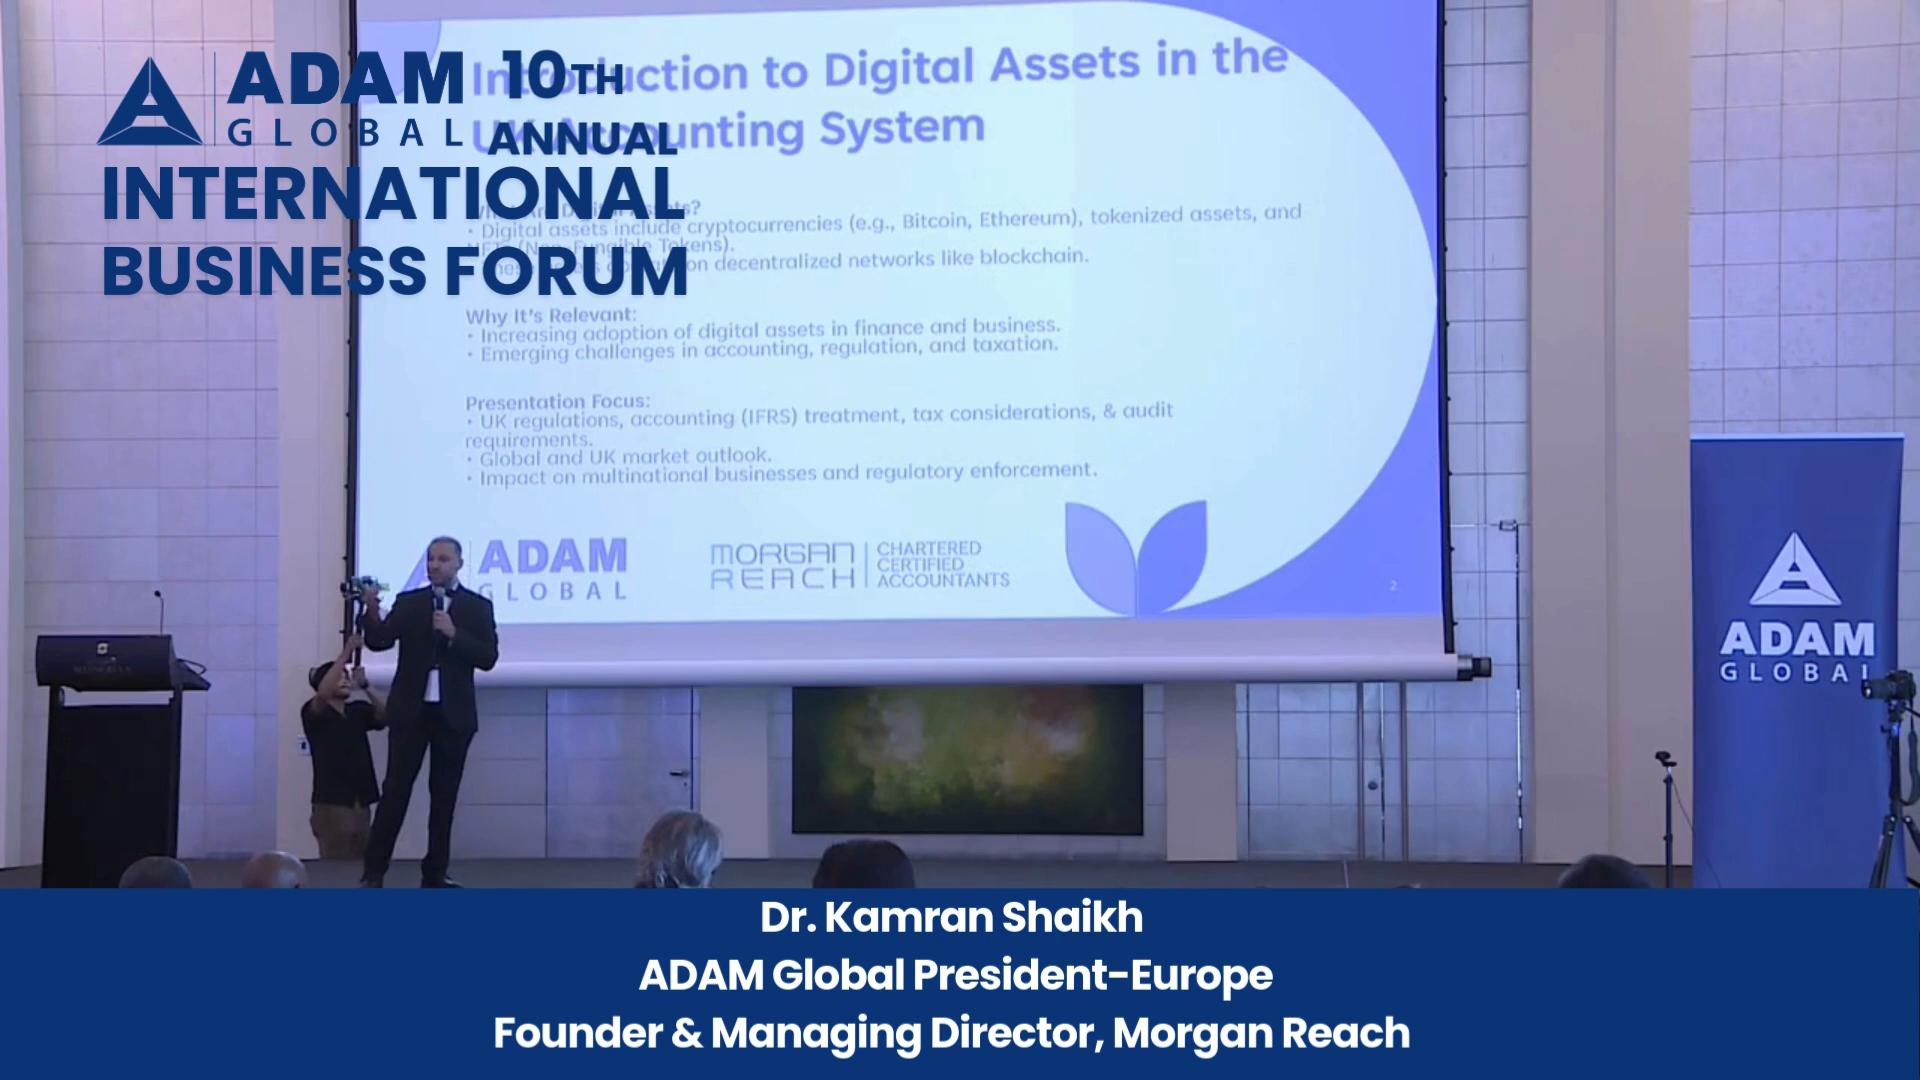 ADAM
GLOBAL
10TH
ANNUAL
INTERNATIONAL
BUSINESS FORUM
Introduction to Digital Assets in the
UK Accounting System
What Are Digital Assets?
• Digital assets include cryptocurrencies (e.g., Bitcoin, Ethereum), tokenized assets, and
NFTs (Non-Fungible Tokens).
on decentralized networks like blockchain.
Why It's Relevant:
• Increasing adoption of digital assets in finance and business.
• Emerging challenges in accounting, regulation, and taxation.
Presentation Focus:
• UK regulations, accounting (IFRS) treatment, tax considerations, & audit
requirements.
• Global and UK market outlook.
• Impact on multinational businesses and regulatory enforcement.
ADAM
GLOBAL
MORGAN
REACH
CHARTERED
CERTIFIED
ACCOUNTANTS
2
ADAM
GLOBAL
Dr. Kamran Shaikh
ADAM Global President-Europe
Founder & Managing Director, Morgan Reach